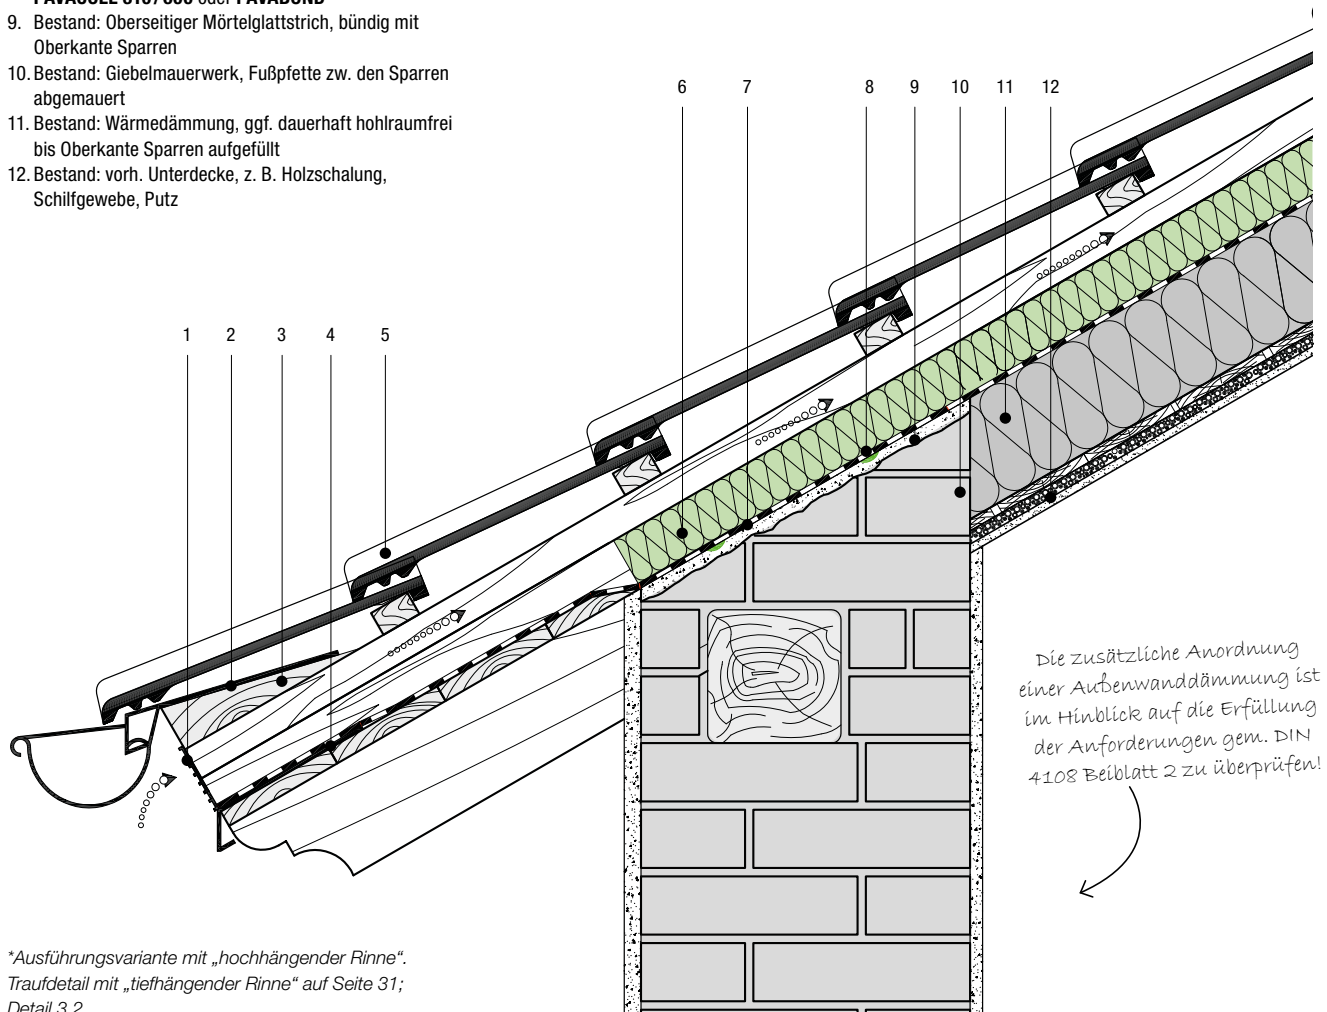 9. Bestand: Oberseitiger Mörtelglattstrich, bündig mit
Oberkante Sparren
10. Bestand: Giebelmauerwerk, Fußpfette zw. den Sparren
abgemauert
11. Bestand: Wärmedämmung, ggf. dauerhaft hohlraumfrei
bis Oberkante Sparren aufgefüllt
12. Bestand: vorh. Unterdecke, z. B. Holzschalung,
Schilfgewebe, Putz
6 7 8 9 10 11 12
1 2 3 4 5
Die zusätzliche Anordnung
einer Außenwanddämmung ist
im Hinblick auf die Erfüllung
der Anforderungen gem. DIN
4108 Beiblatt 2 zu überprüfen!
*Ausführungsvariante mit „hochhängender Rinne“.
Traufdetail mit „tiefhängender Rinne“ auf Seite 31;
Detail 3.2